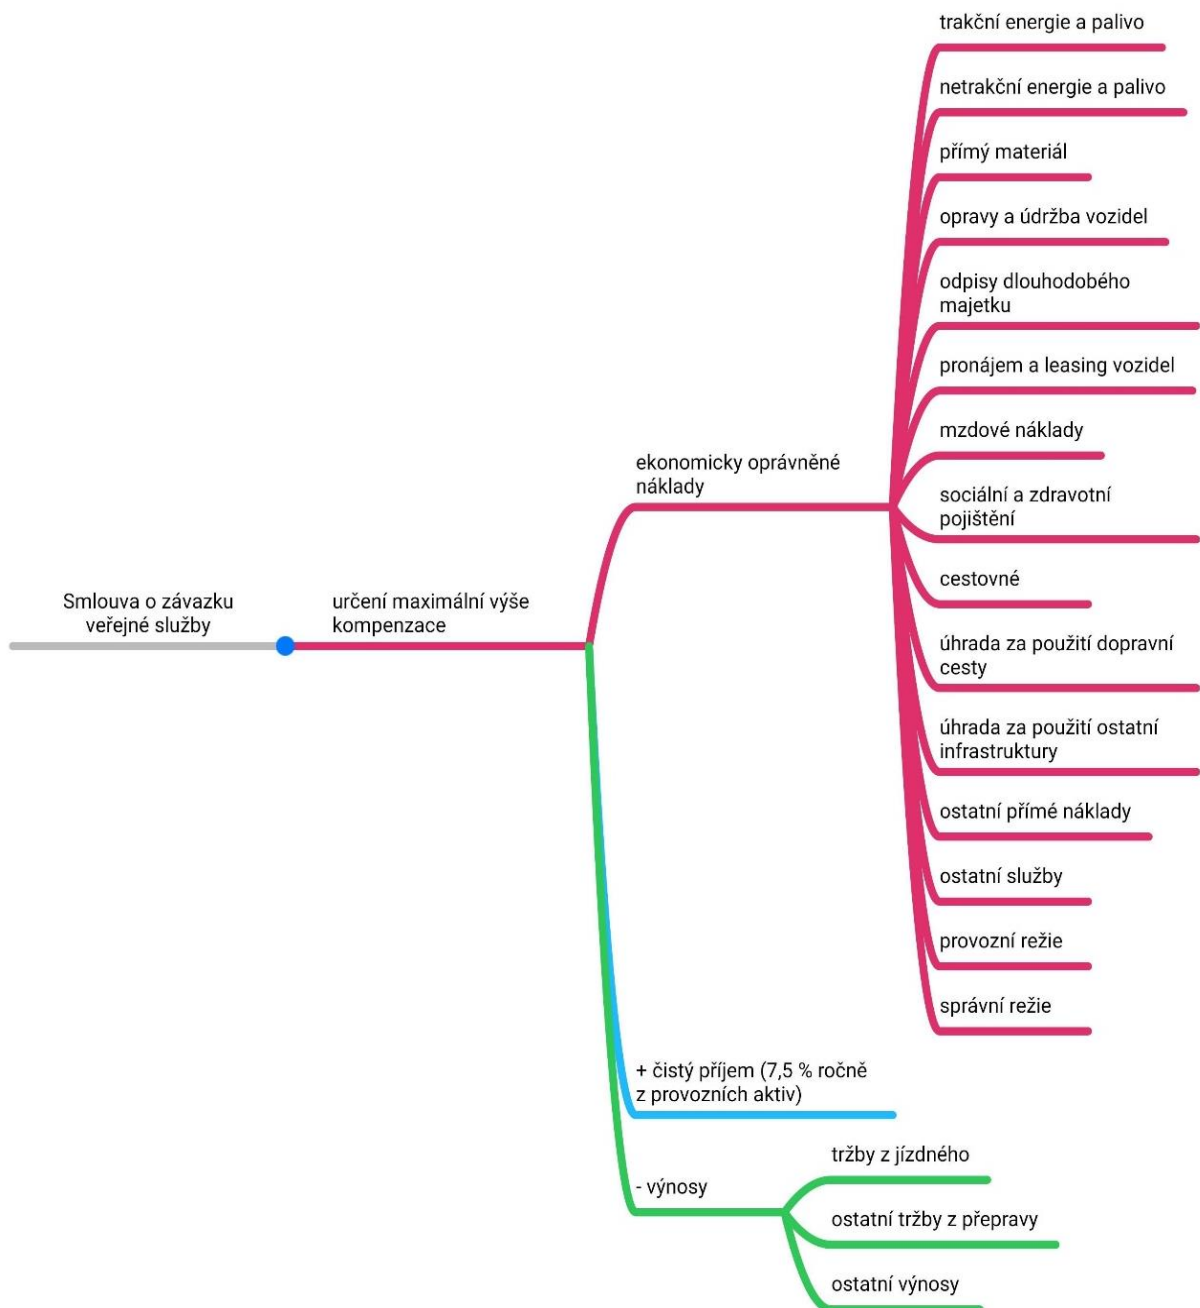 trakční energie a palivo
netrakční energie a palivo
přímý materiál
opravy a údržba vozidel
odpisy dlouhodobého
majetku
pronájem a leasing vozidel
mzdové náklady
ekonomicky oprávněné
náklady
sociální a zdravotní
pojištění
cestovné
Smlouva o závazku
veřejné služby
určení maximální výše
kompenzace
úhrada za použití dopravní
cesty
úhrada za použití ostatní
infrastruktury
ostatní přímé náklady
ostatní služby
provozní režie
správní režie
+ čistý příjem (7,5 % ročně
z provozních aktiv)
- výnosy
tržby z jízdného
ostatní tržby z přepravy
ostatní výnosy